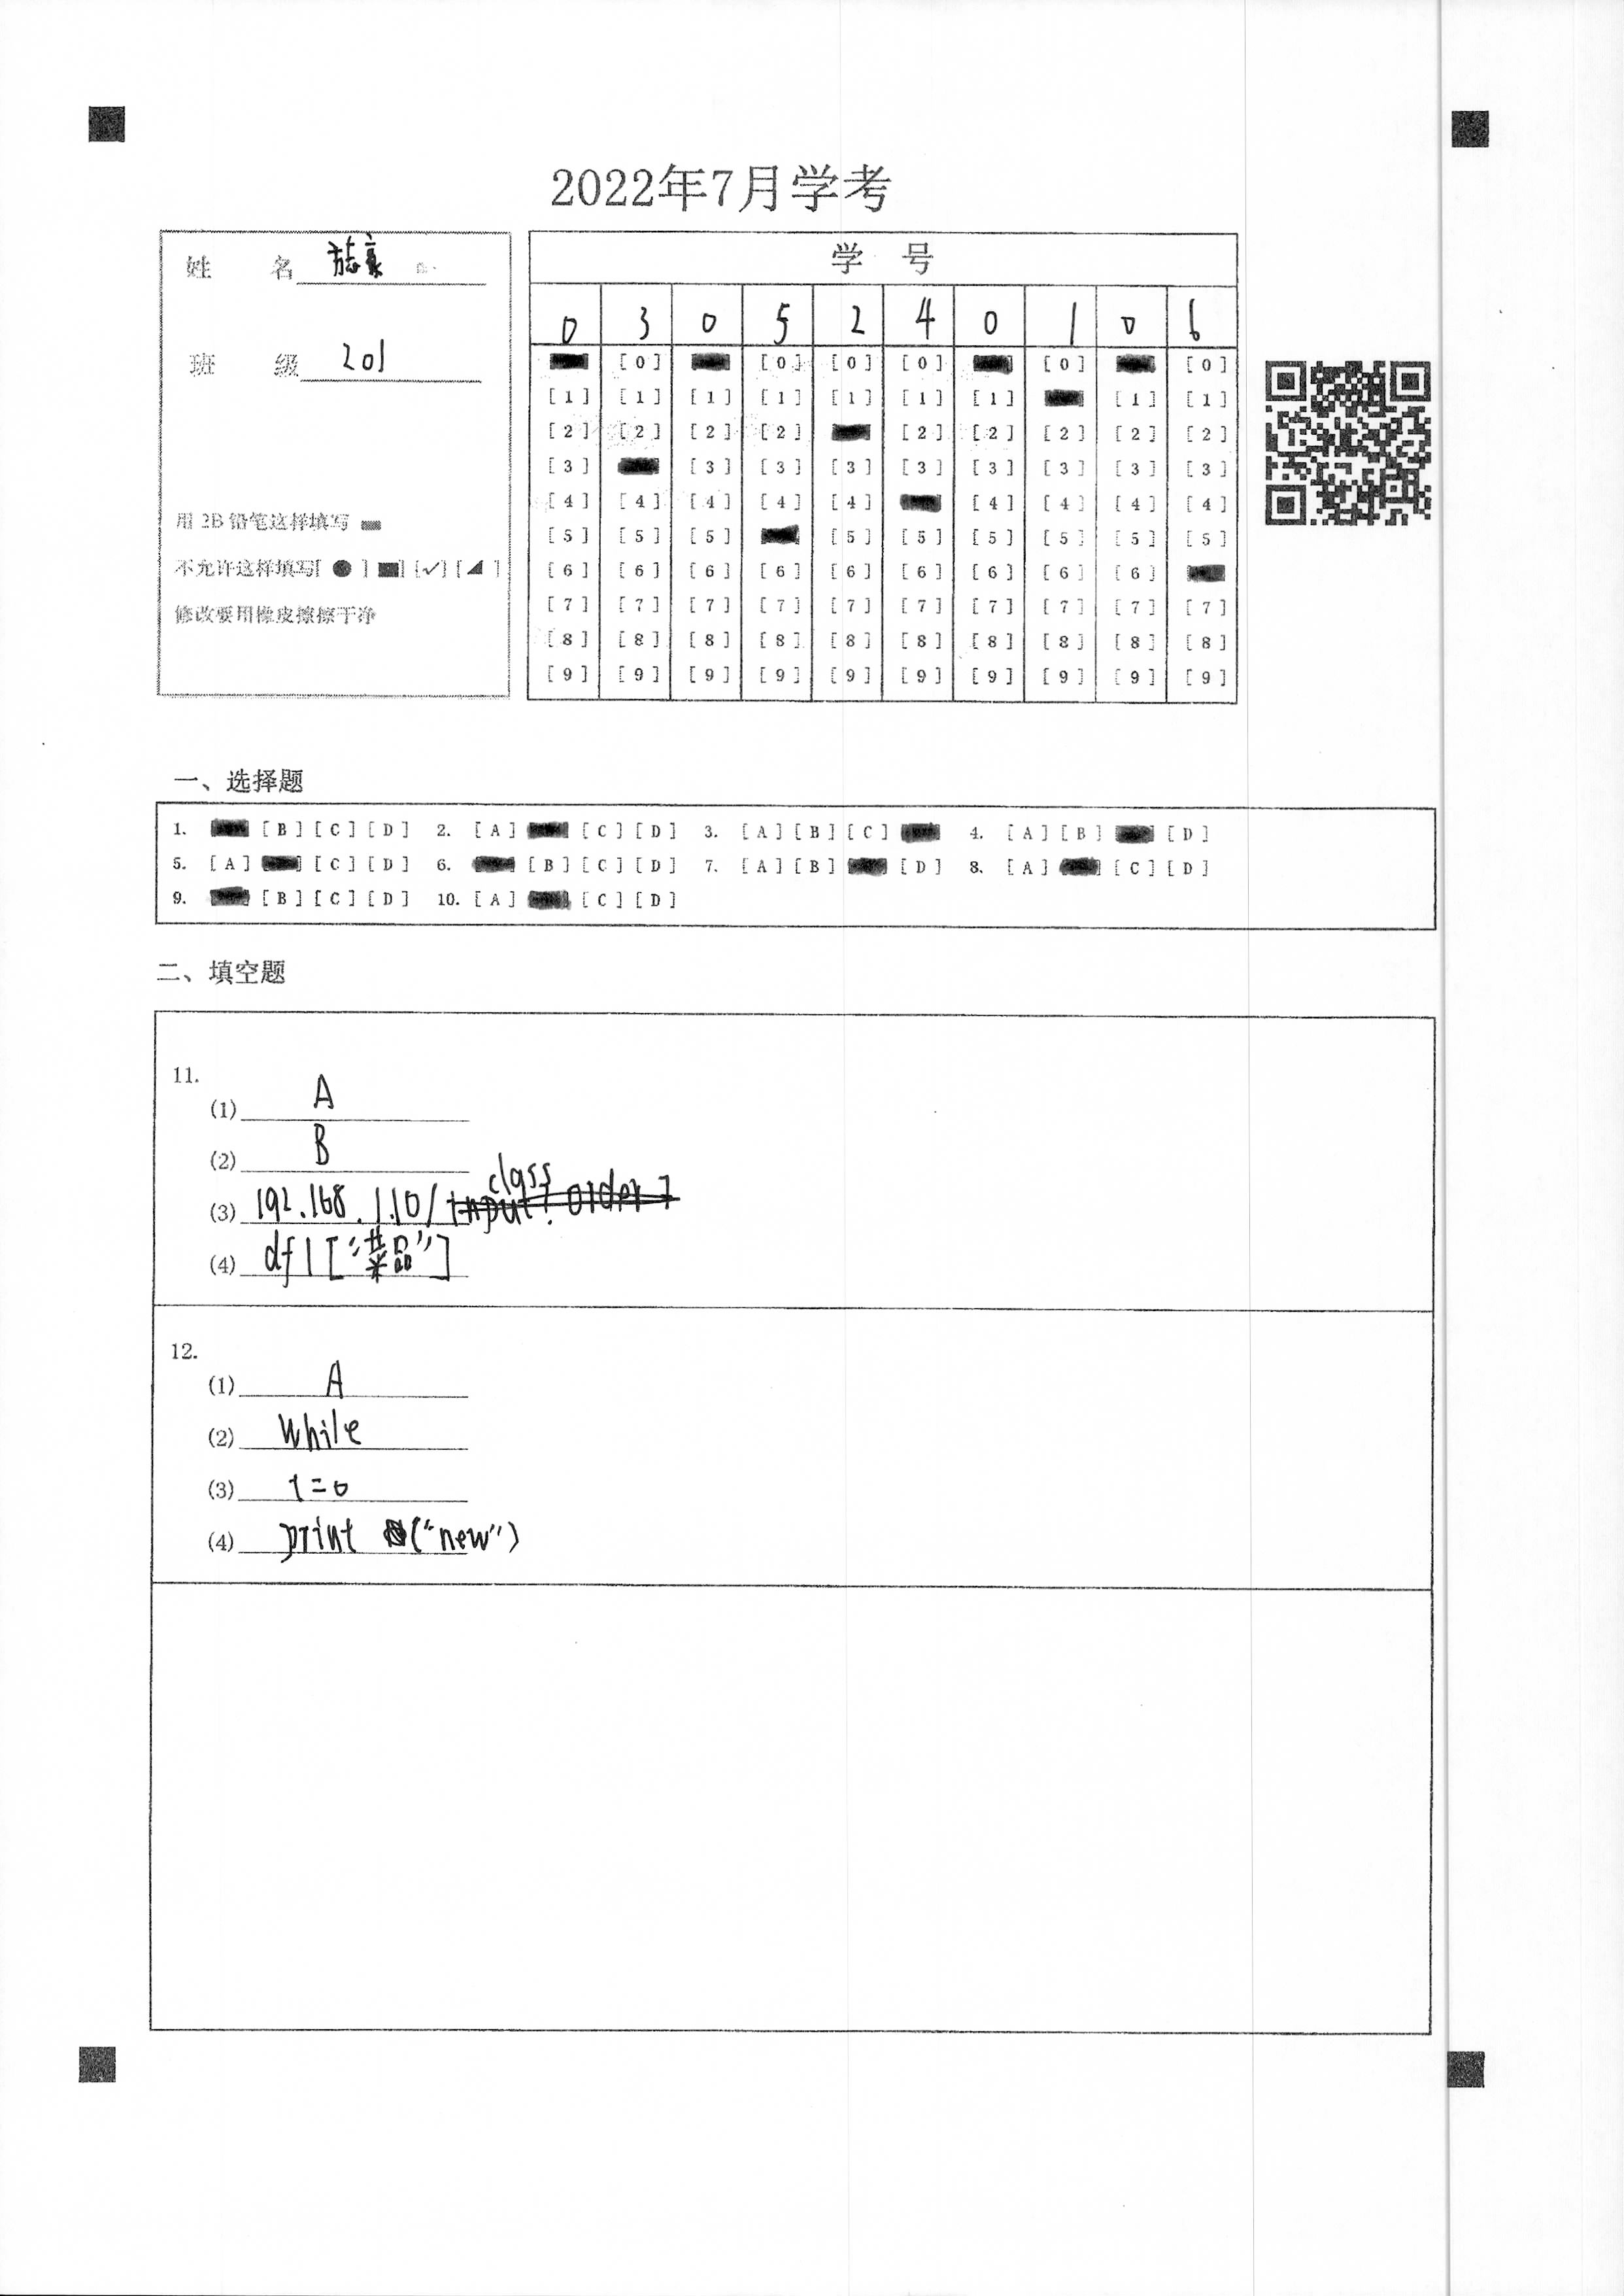 2022年7月学考
姓 名
班 级 201
用 2B 铅笔这样填写
不允许这样填写[ ● ] [■] [✓] [◢ ]
修改要用橡皮擦擦干净
学 号
0 3 0 5 2 4 0 1 0 6
[0] [0] [0] [0] [0] [0]
[1] [1] [1] [1] [1] [1] [1] [1] [1]
[2] [2] [2] [2] [2] [2] [2] [2] [2]
[3] [3] [3] [3] [3] [3] [3] [3] [3]
[4] [4] [4] [4] [4] [4] [4] [4] [4]
[5] [5] [5] [5] [5] [5] [5] [5] [5]
[6] [6] [6] [6] [6] [6] [6] [6] [6]
[7] [7] [7] [7] [7] [7] [7] [7] [7] [7]
[8] [8] [8] [8] [8] [8] [8] [8] [8] [8]
[9] [9] [9] [9] [9] [9] [9] [9] [9] [9]
一、选择题
1. [B] [C] [D] 2. [A] [C] [D] 3. [A] [B] [C] 4. [A] [B] [D]
5. [A] [C] [D] 6. [B] [C] [D] 7. [A] [B] [D] 8. [A] [C] [D]
9. [B] [C] [D] 10. [A] [C] [D]
二、填空题
11.
(1) A
(2) B
class
(3) 192.168.1.10/
(4) df1["菜品"]
12.
(1) A
(2) while
(3) i=0
(4) print ("new")